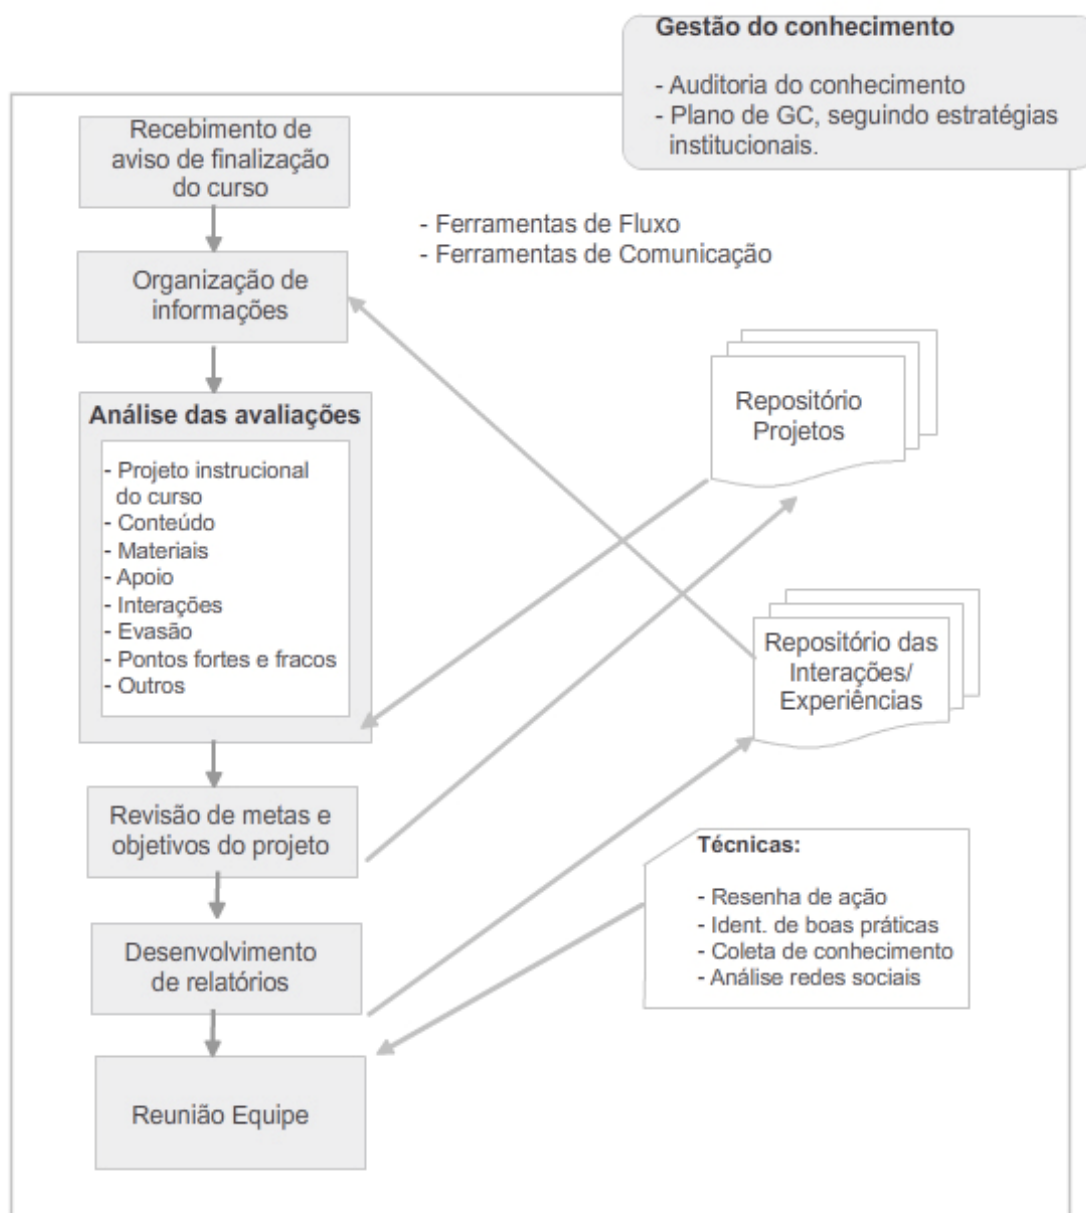 Gestão do conhecimento
- Auditoria do conhecimento
- Plano de GC, seguindo estratégias
institucionais.
Recebimento de
aviso de finalização
do curso
- Ferramentas de Fluxo
- Ferramentas de Comunicação
Organização de
informações
Análise das avaliações
- Projeto instrucional
do curso
- Conteúdo
- Materiais
- Apoio
- Interações
- Evasão
- Pontos fortes e fracos
- Outros
Repositório
Projetos
Repositório das
Interações/
Experiências
Revisão de metas e
objetivos do projeto
Técnicas:
- Resenha de ação
- Ident. de boas práticas
- Coleta de conhecimento
- Análise redes sociais
Desenvolvimento
de relatórios
Reunião Equipe